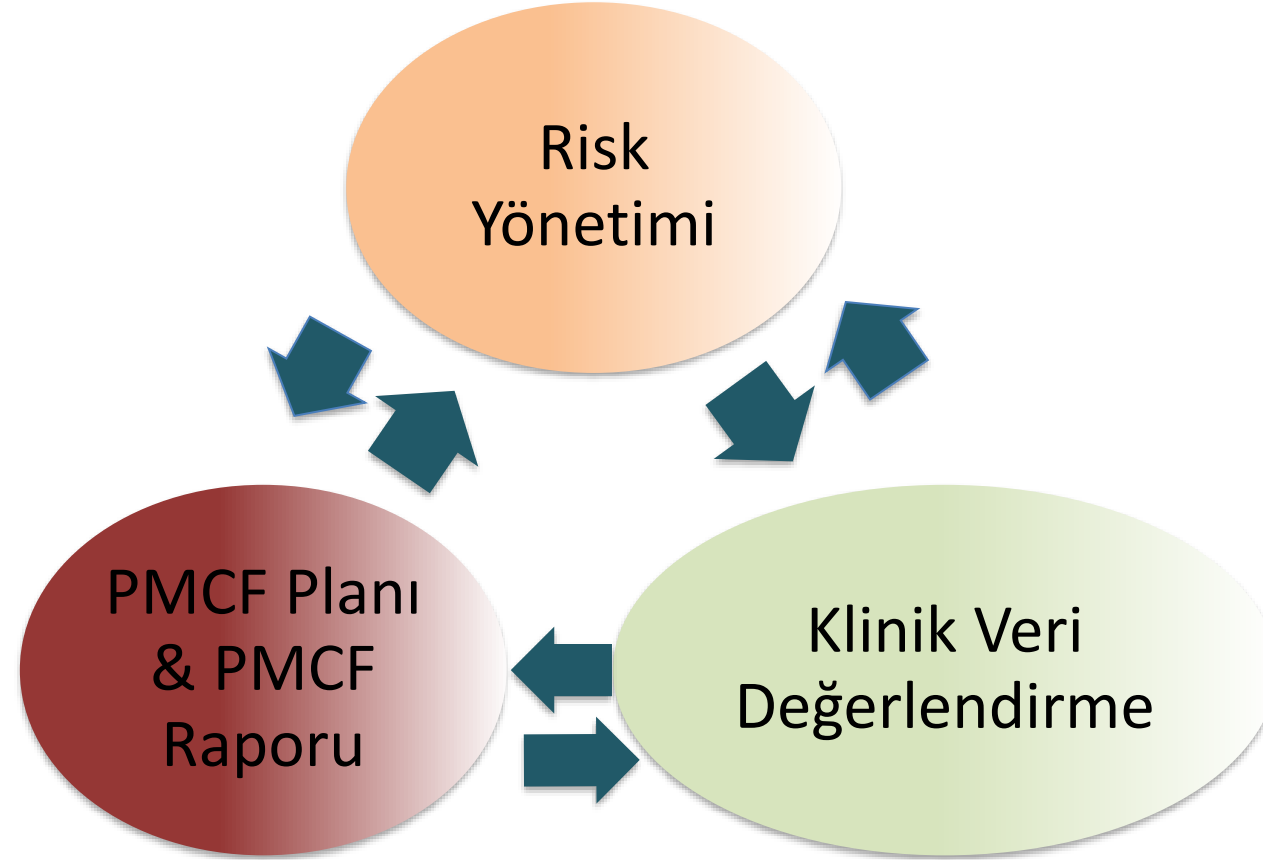 Risk
Yönetimi
PMCF Planı
& PMCF
Raporu
Klinik Veri
Değerlendirme